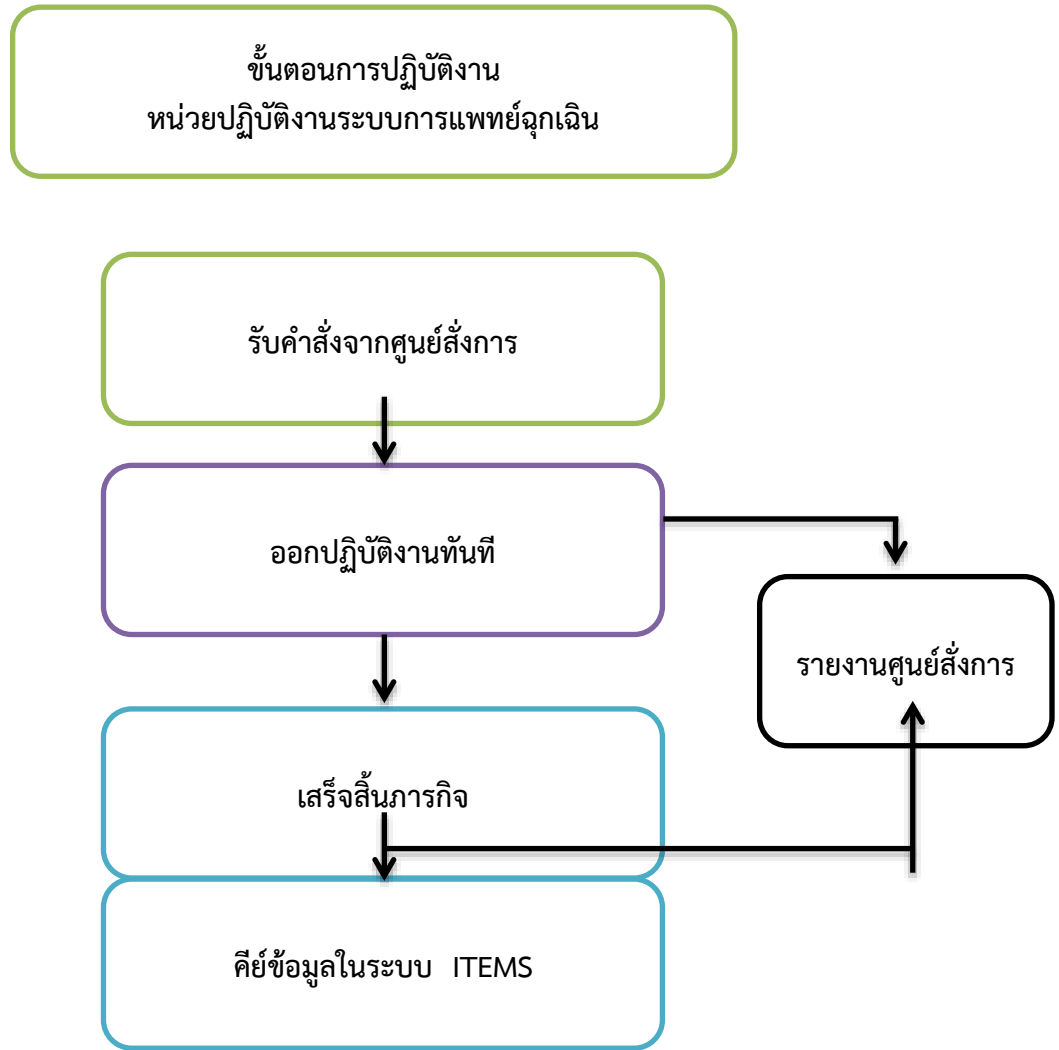 ขั้นตอนการปฏิบัติงาน
หน่วยปฏิบัติงานระบบการแพทย์ฉุกเฉิน
รับคำสั่งจากศูนย์สั่งการ
ออกปฏิบัติงานทันที
รายงานศูนย์สั่งการ
เสร็จสิ้นภารกิจ
คีย์ข้อมูลในระบบ ITEMS